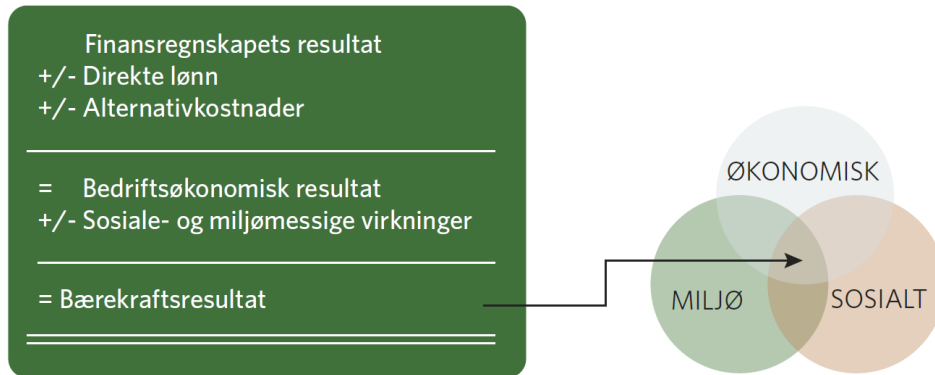 Finansregnskapets resultat
+/- Direkte lønn
+/- Alternativkostnader
= Bedriftsøkonomisk resultat
+/- Sosiale- og miljømessige virkninger
= Bærekraftsresultat
ØKONOMISK
MILJØ
SOSIALT